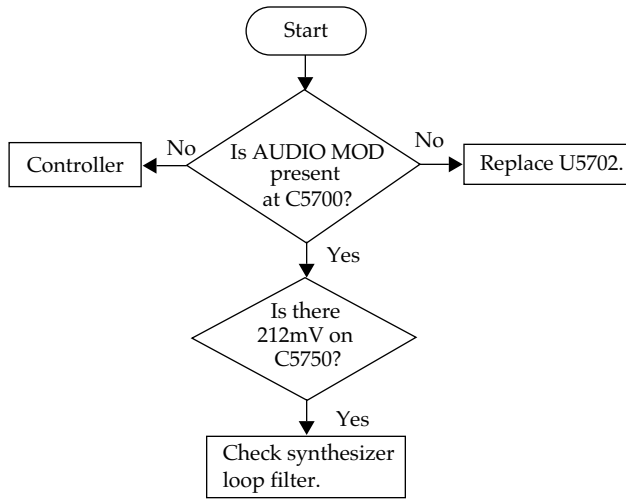 Start
No
No
Is AUDIO MOD
present
at C5700?
Controller
Replace U5702.
Yes
Is there
212mV on
C5750?
Yes
Check synthesizer
loop filter.